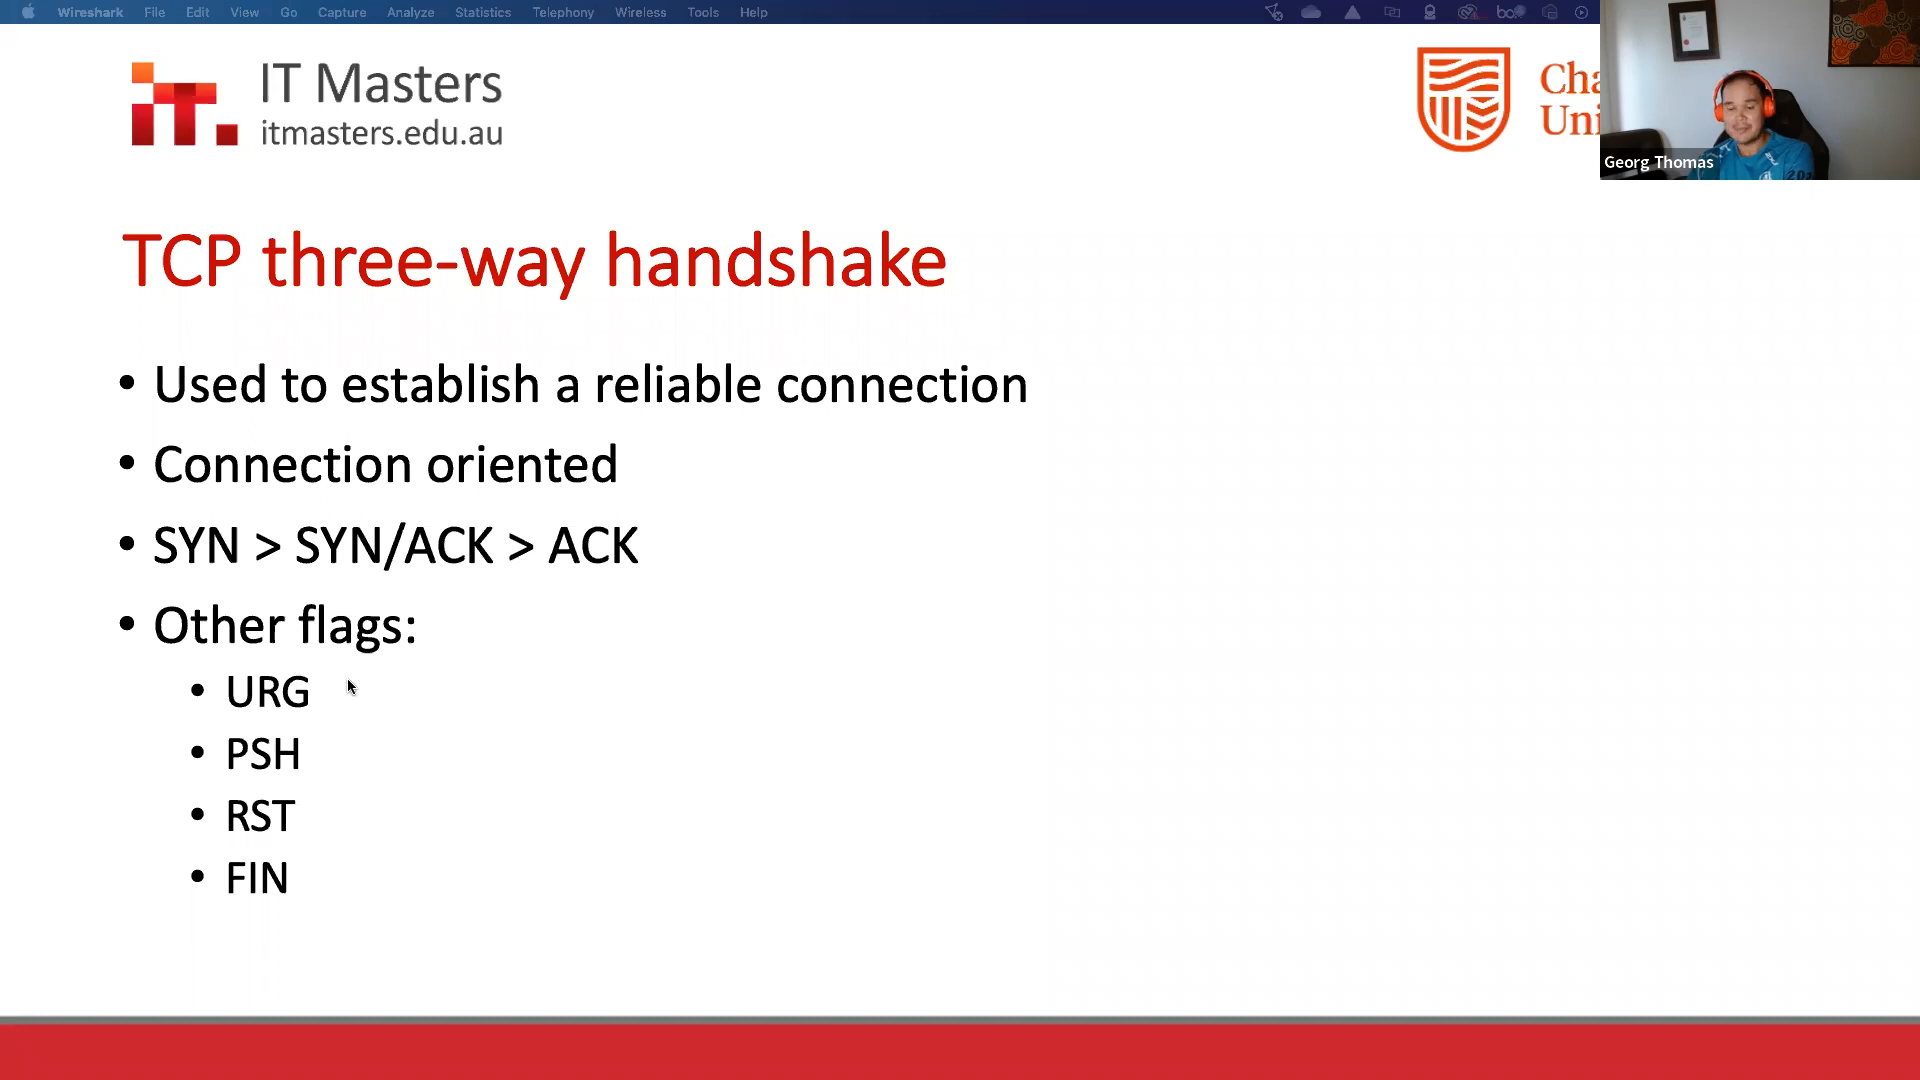 Wireshark File Edit View Go Capture Analyze Statistics Telephony Wireless Tools Help
IT Masters
itmasters.edu.au
Georg Thomas
TCP three-way handshake
• Used to establish a reliable connection
• Connection oriented
• SYN > SYN/ACK > ACK
• Other flags:
• URG
• PSH
• RST
• FIN